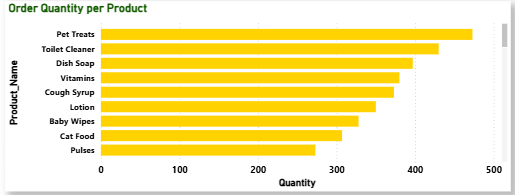 Order Quantity per Product
Product_Name
Pet Treats
Toilet Cleaner
Dish Soap
Vitamins
Cough Syrup
Lotion
Baby Wipes
Cat Food
Pulses
0 100 200 300 400 500
Quantity